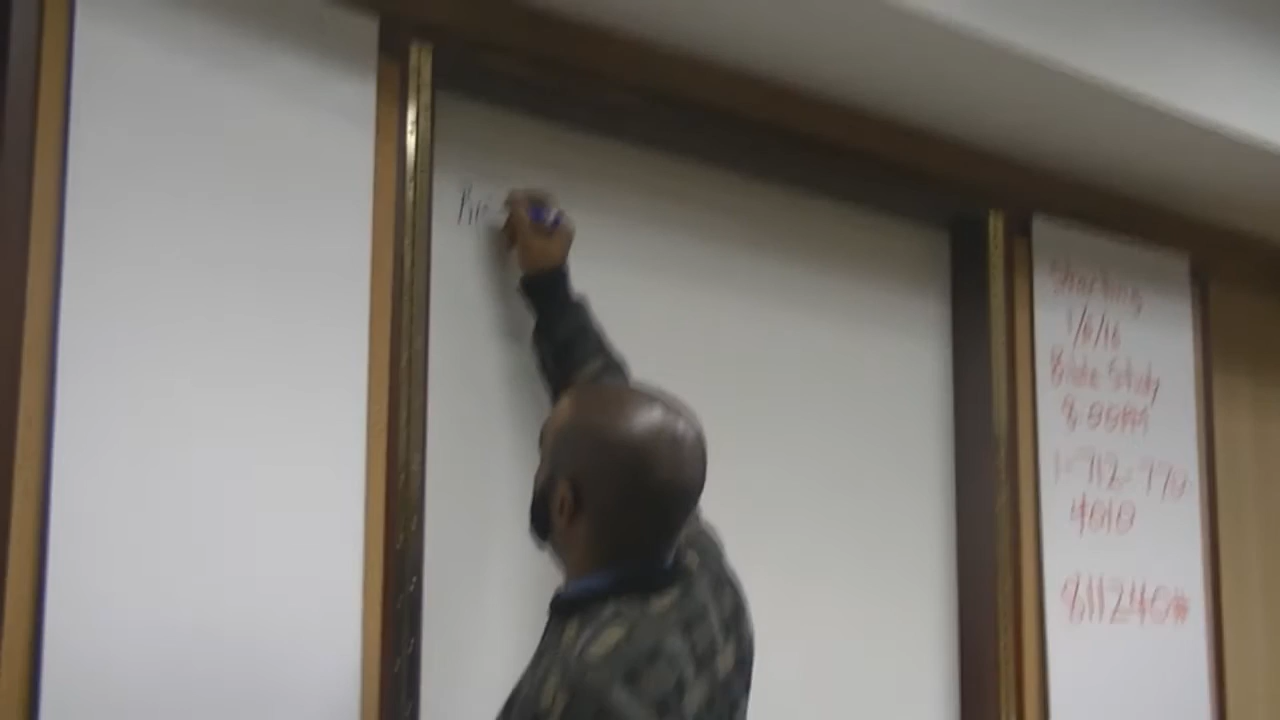 Starting
1/6/16
Bible Study
8:00PM
1-712-770-
4010
811240#